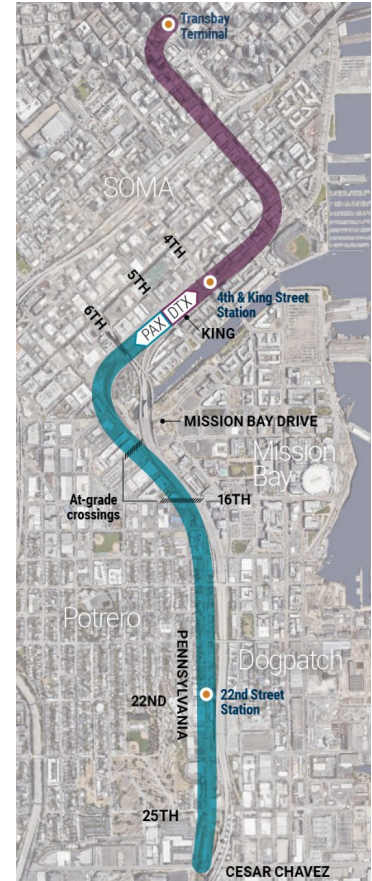 Transbay
Terminal
SOMA
4TH
5TH
6TH
4th & King Street
Station
DTX
PAX
KING
MISSION BAY DRIVE
Mission
Bay
At-grade
crossings
16TH
Potrero
PENNSYLVANIA
Dogpatch
22ND
22nd Street
Station
25TH
CESAR CHAVEZ